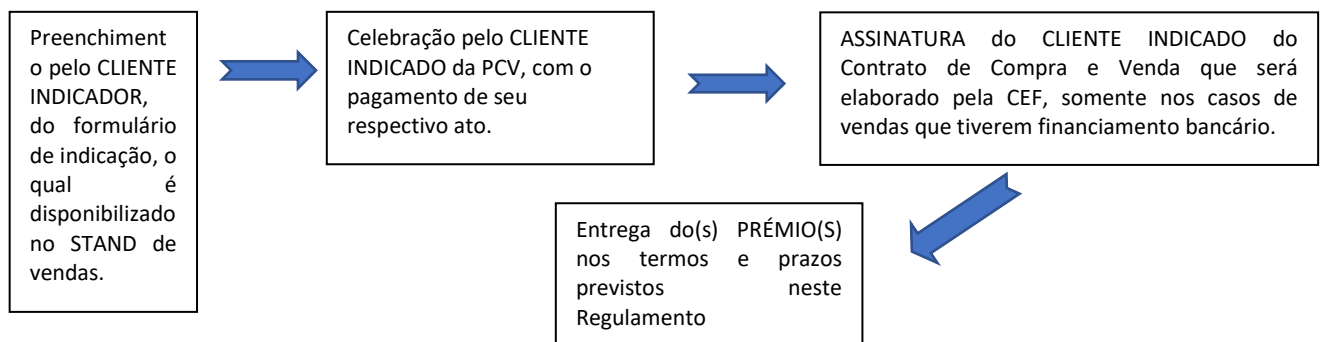 Preenchiment
o pelo CLIENTE
INDICADOR,
do formulário
de indicação, o
qual é
disponibilizado
no STAND de
vendas.
Celebração pelo CLIENTE
INDICADO da PCV, com o
pagamento de seu
respectivo ato.
ASSINATURA do CLIENTE INDICADO do
Contrato de Compra e Venda que será
elaborado pela CEF, somente nos casos de
vendas que tiverem financiamento bancário.
Entrega do(s) PRÉMIO(S)
nos termos e prazos
previstos neste
Regulamento